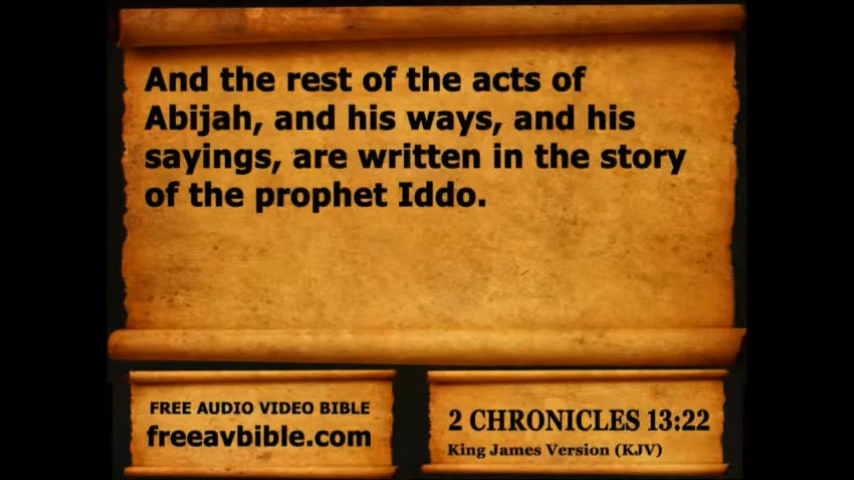 And the rest of the acts of
Abijah, and his ways, and his
sayings, are written in the story
of the prophet Iddo.
FREE AUDIO VIDEO BIBLE
freeavbible.com
2 CHRONICLES 13:22
King James Version (KJV)